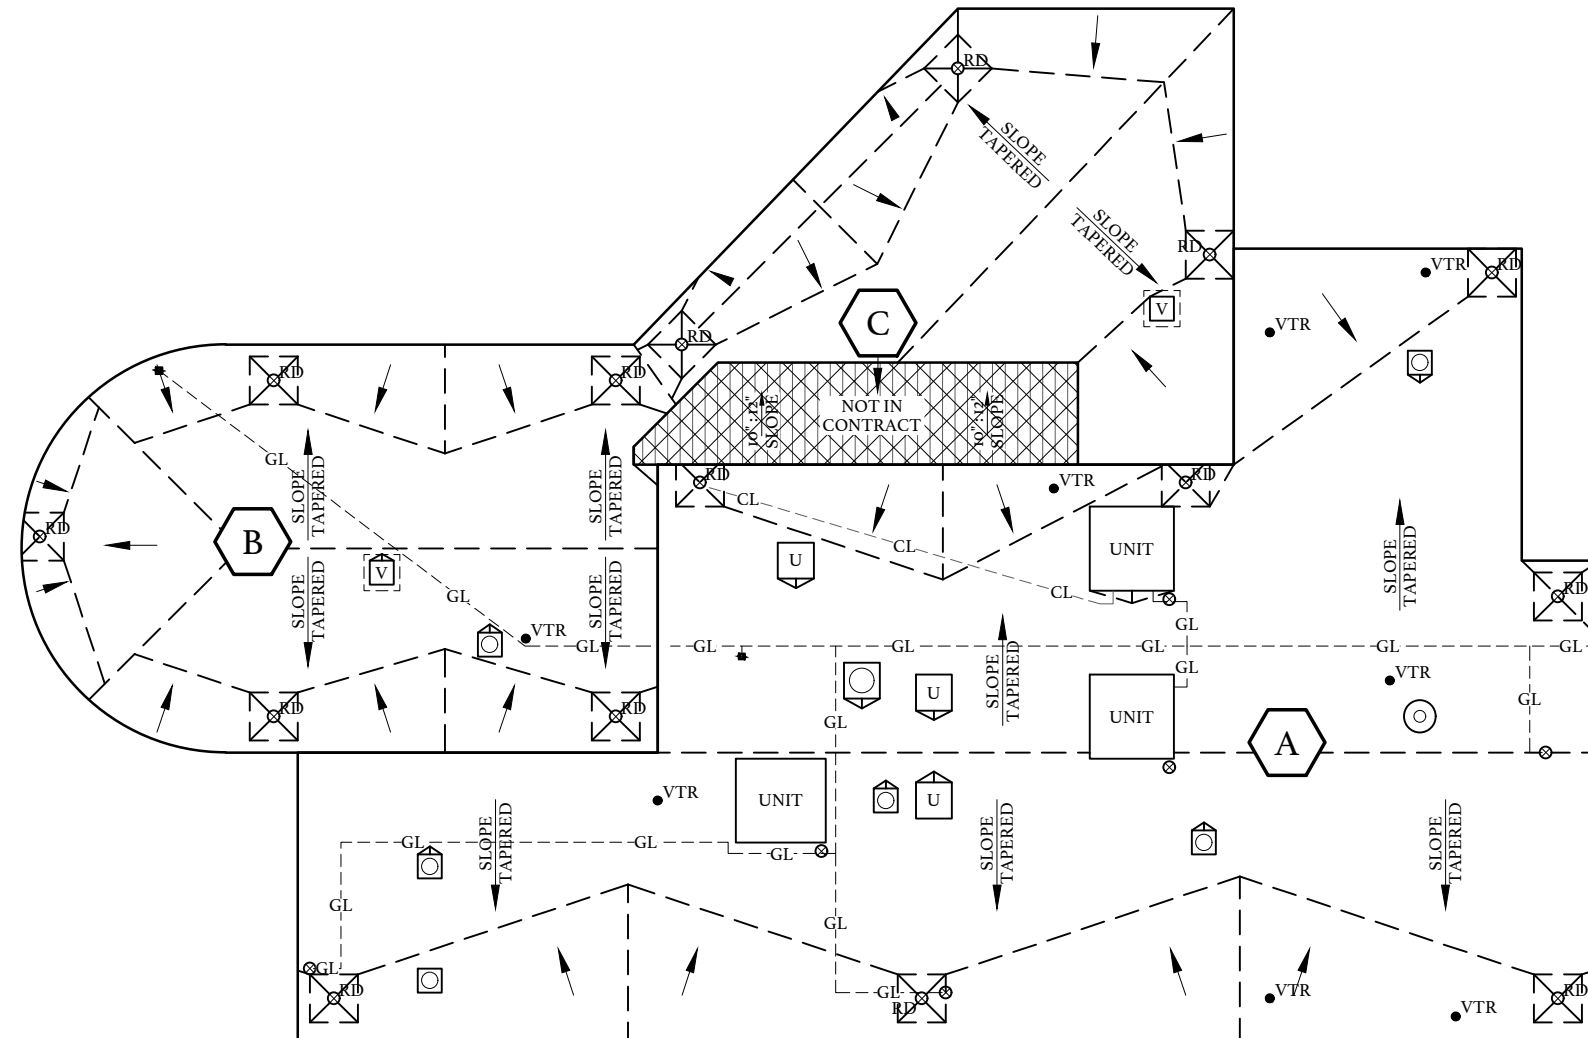 RD
SLOPE
TAPERED
RD
SLOPE
TAPERED
VTR
RD
VTR
V
C
RD
RD
RD
NOT IN
CONTRACT
10" : 12"
SLOPE
10" : 12"
SLOPE
GL
SLOPE
TAPERED
SLOPE
TAPERED
RD
CL
VTR
RD
RD
B
CL
UNIT
SLOPE
TAPERED
U
V
CL
GL
SLOPE
TAPERED
SLOPE
TAPERED
RD
VTR
GL
GL
GL
GL
GL
GL
GL
GL
SLOPE
TAPERED
VTR
U
GL
RD
RD
GL
UNIT
A
VTR
UNIT
U
SLOPE
TAPERED
SLOPE
TAPERED
SLOPE
TAPERED
GL
GL
GL
GL
GL
GL
RD
GL
RD
VTR
RD
VTR